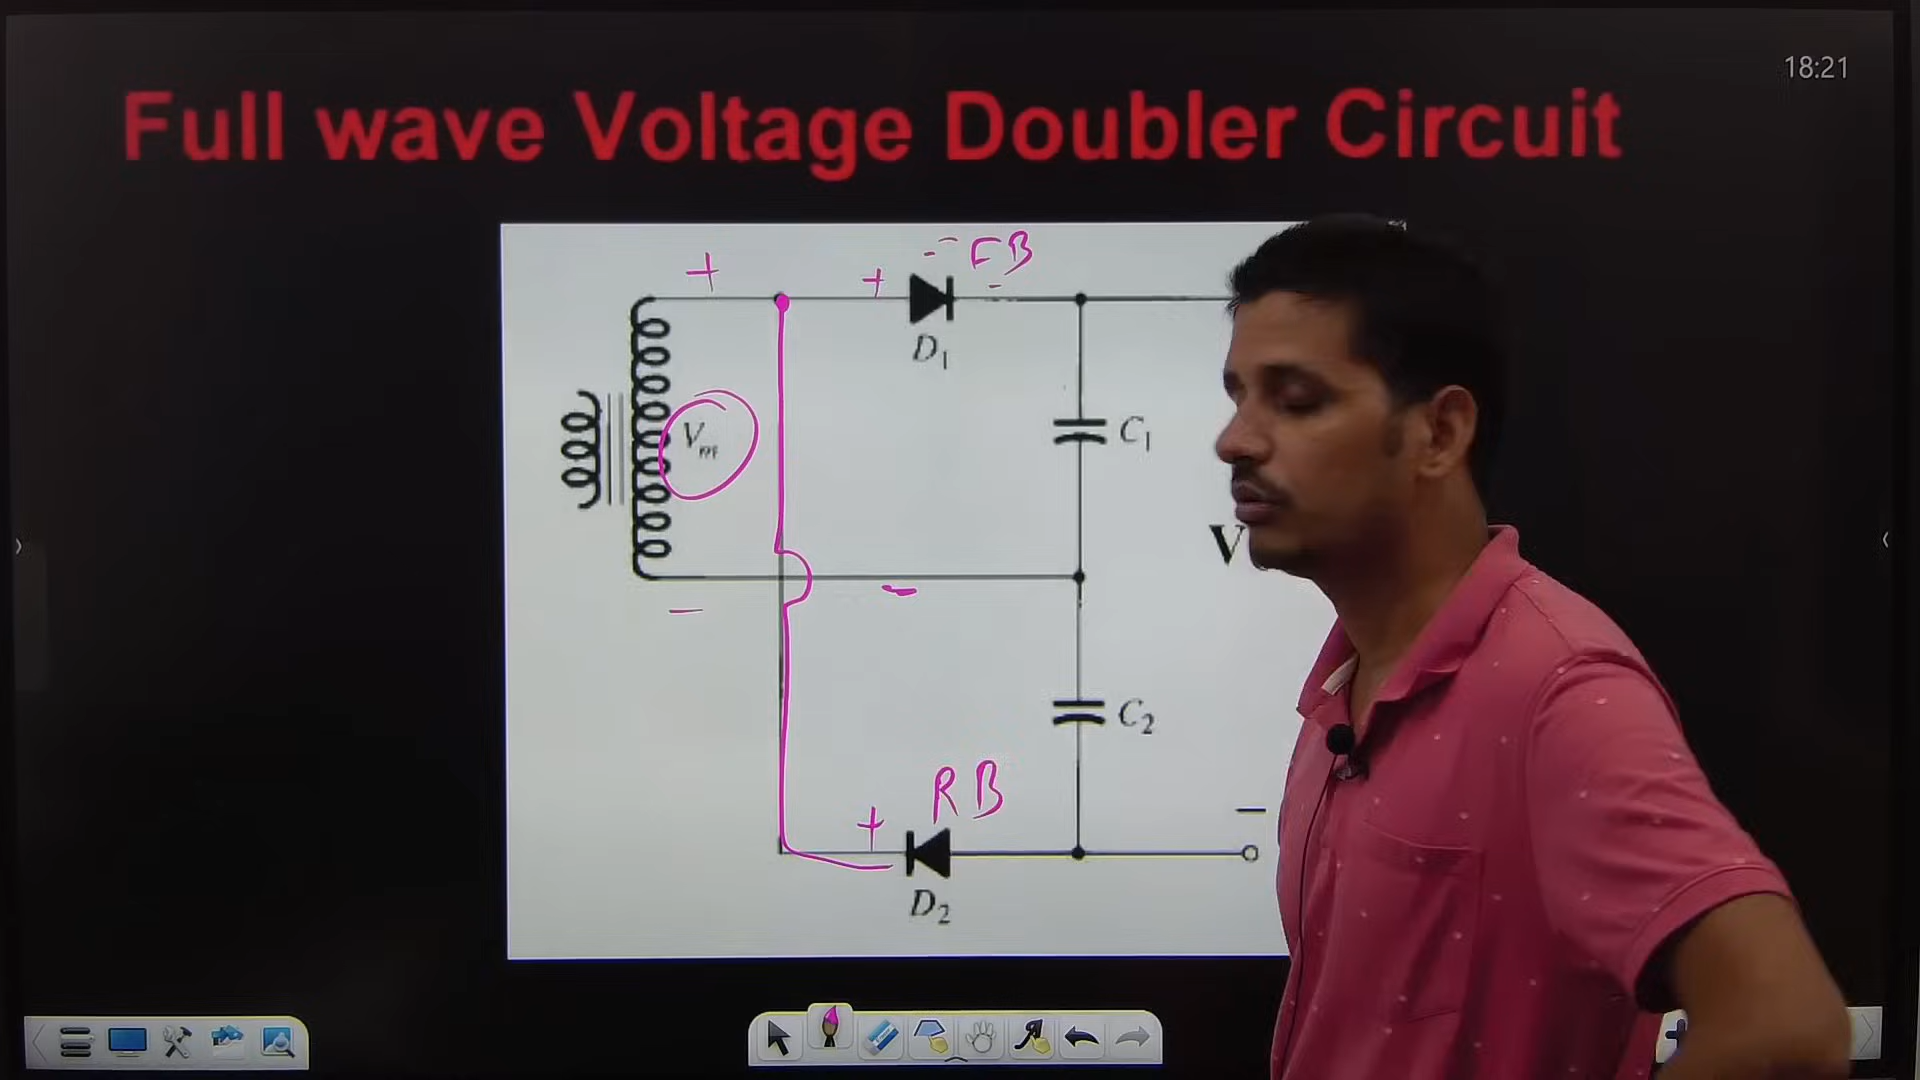 18:21
Full wave Voltage Doubler Circuit
+ + - FB
-
D1
Vm
C1
V
- -
C2
RB
+
-
D2